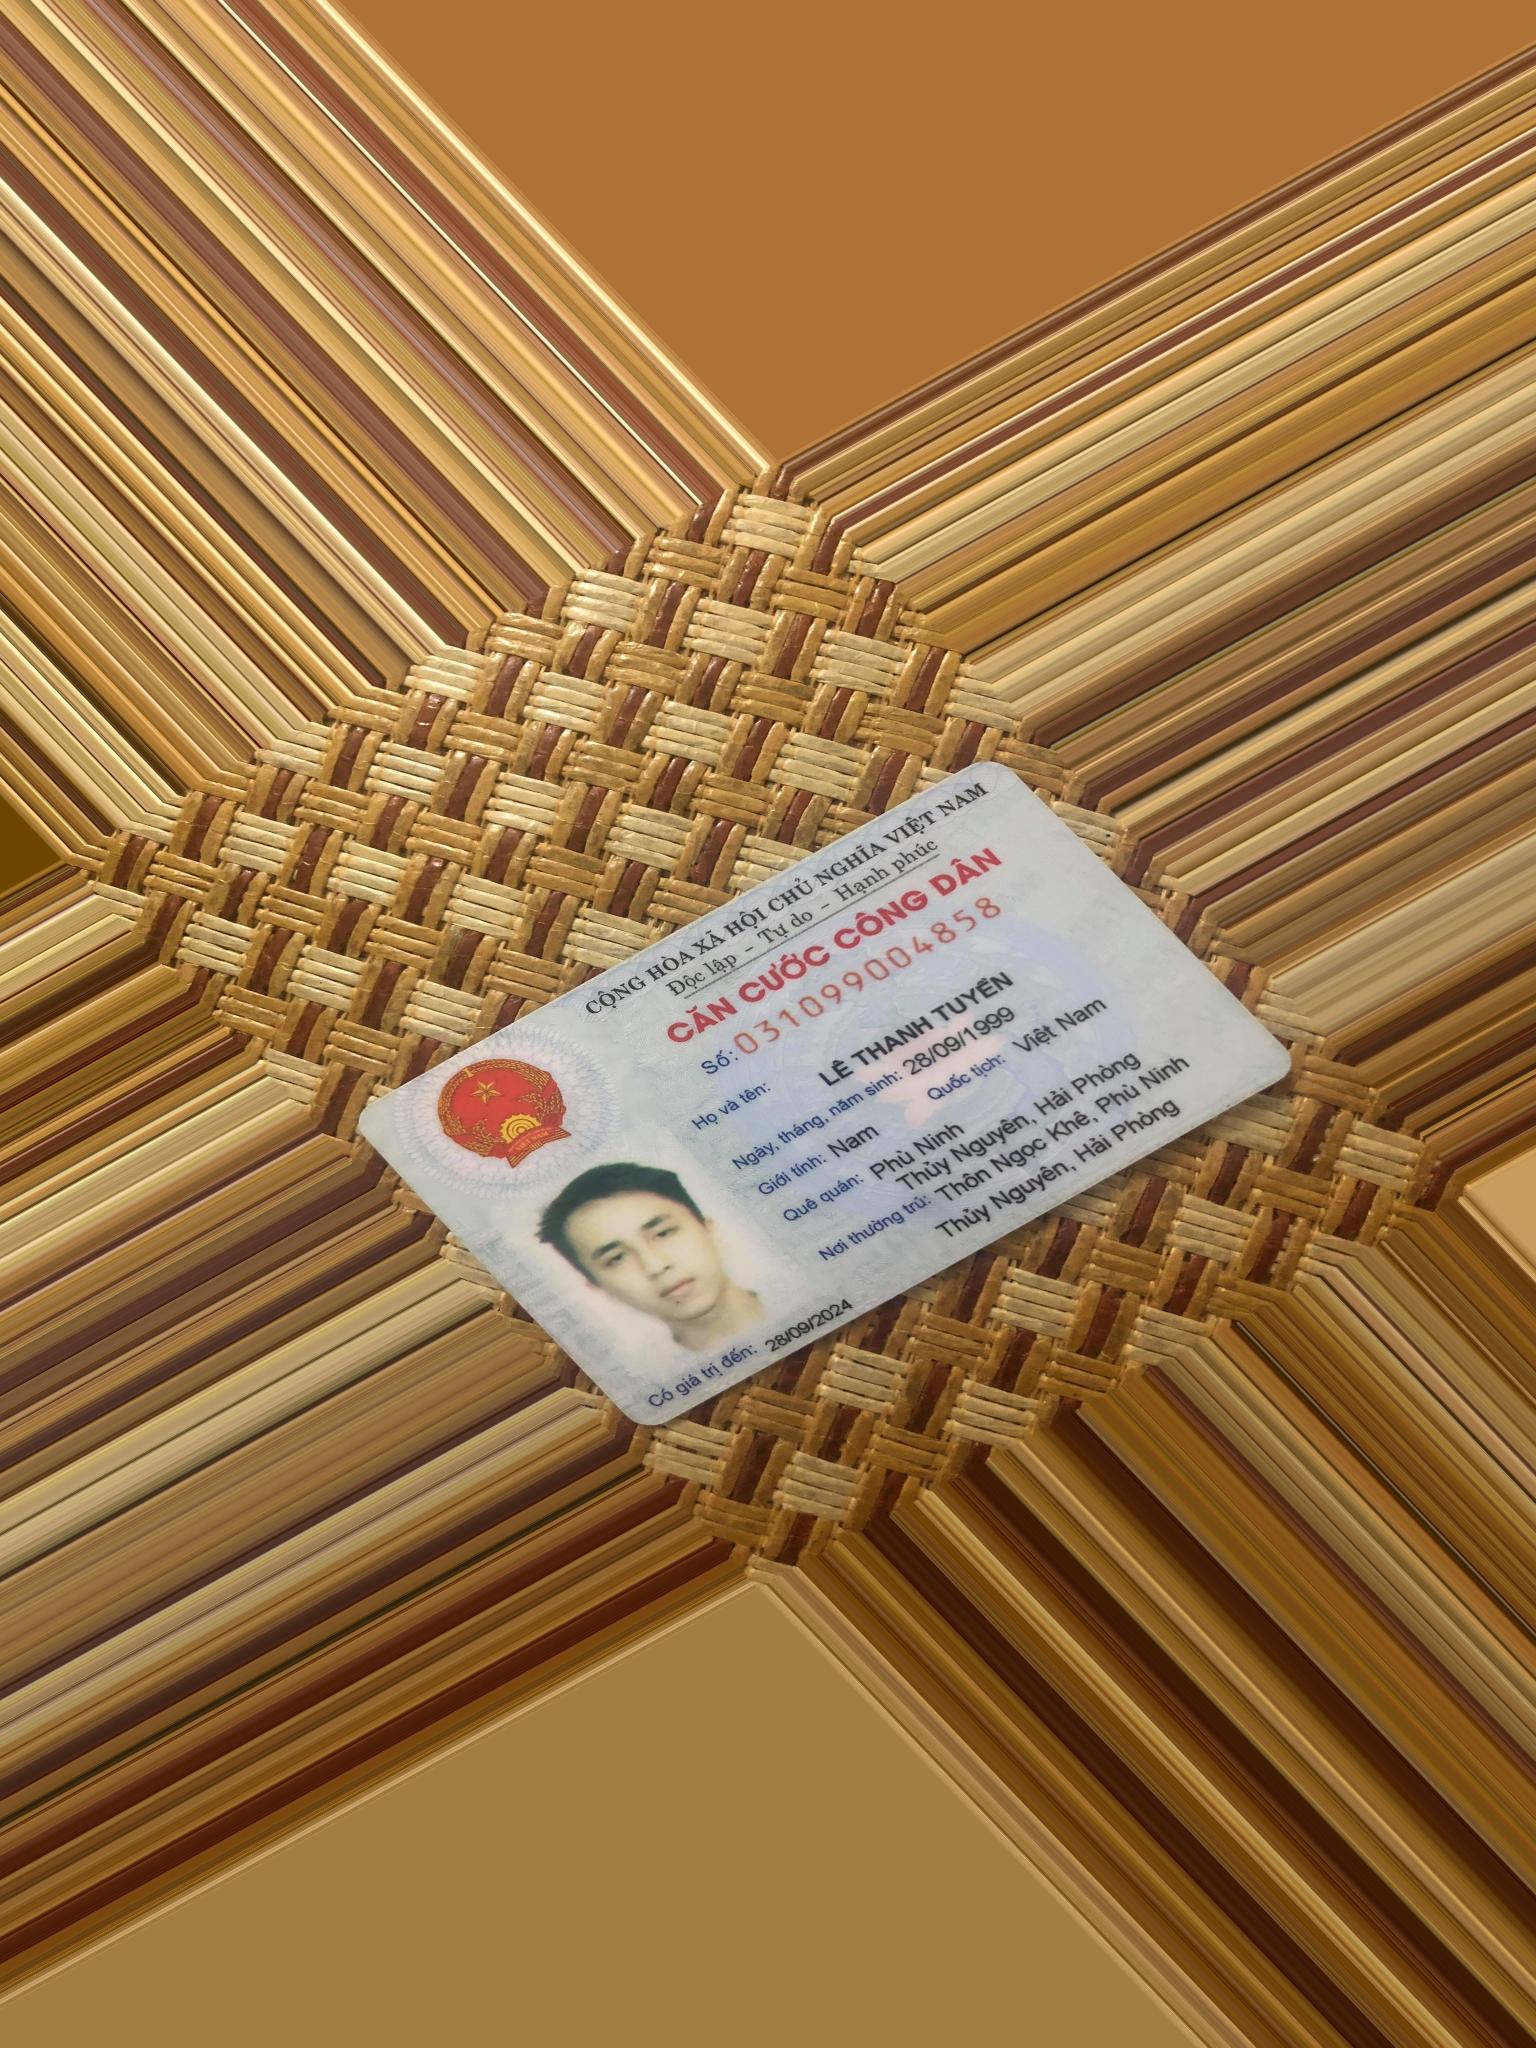 CỘNG HÒA XÃ HỘI CHỦ NGHĨA VIỆT NAM
Độc lập - Tự do - Hạnh phúc
CĂN CƯỚC CÔNG DÂN
Số: 031099004858
Họ và tên: LÊ THANH TUYỀN
Ngày, tháng, năm sinh: 28/09/1999
Giới tính: Nam Quốc tịch: Việt Nam
Quê quán: Phù Ninh
Thủy Nguyên, Hải Phòng
Nơi thường trú: Thôn Ngọc Khê, Phù Ninh
Thủy Nguyên, Hải Phòng
Có giá trị đến: 28/09/2024
VIỆT NAM